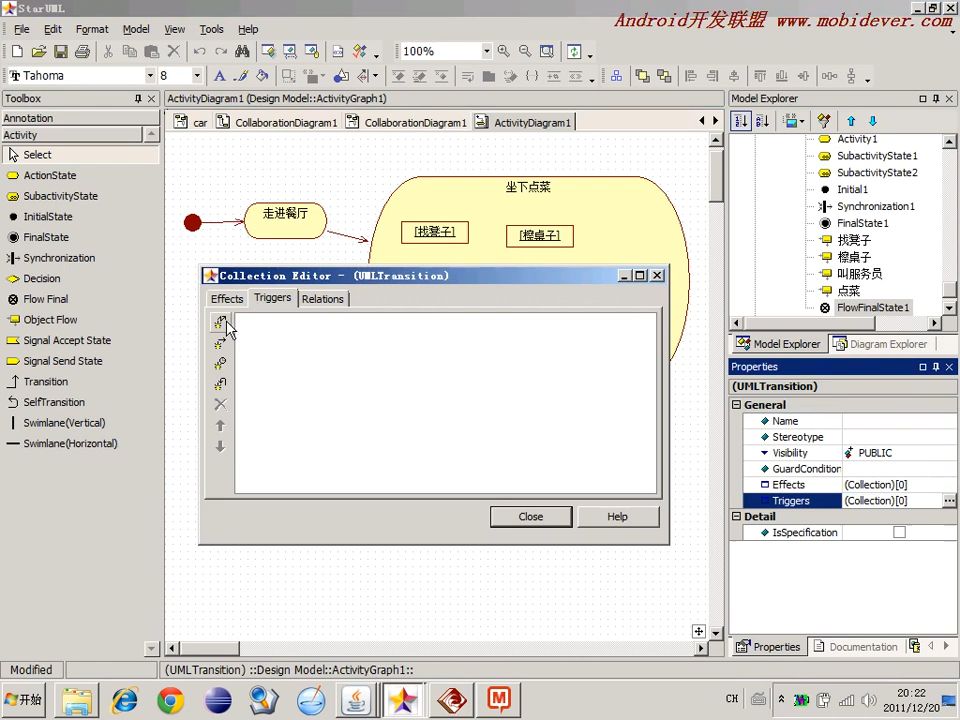 StarUML
Android开发联盟 www.mobidever.com
File Edit Format Model View Tools Help
100%
Tahoma 8
Toolbox
ActivityDiagram1 (Design Model::ActivityGraph1)
Model Explorer
Annotation
Activity
Select
ActionState
SubactivityState
InitialState
FinalState
Synchronization
Decision
Flow Final
Object Flow
Signal Accept State
Signal Send State
Transition
SelfTransition
Swimlane(Vertical)
Swimlane(Horizontal)
car CollaborationDiagram1 CollaborationDiagram1 ActivityDiagram1
坐下点菜
走进餐厅
[找凳子]
[檫桌子]
Collection Editor - (UMLTransition)
Effects Triggers Relations
Close Help
Activity1
SubactivityState1
SubactivityState2
Initial1
Synchronization1
FinalState1
找凳子
檫桌子
叫服务员
点菜
FlowFinalState1
Model Explorer Diagram Explorer
Properties
(UMLTransition)
General
Name
Stereotype
Visibility PUBLIC
GuardCondition
Effects (Collection)[0]
Triggers (Collection)[0]
Detail
IsSpecification
Properties Documentation
Modified
(UMLTransition) ::Design Model::ActivityGraph1::
开始
CH
20:22
2011/12/20